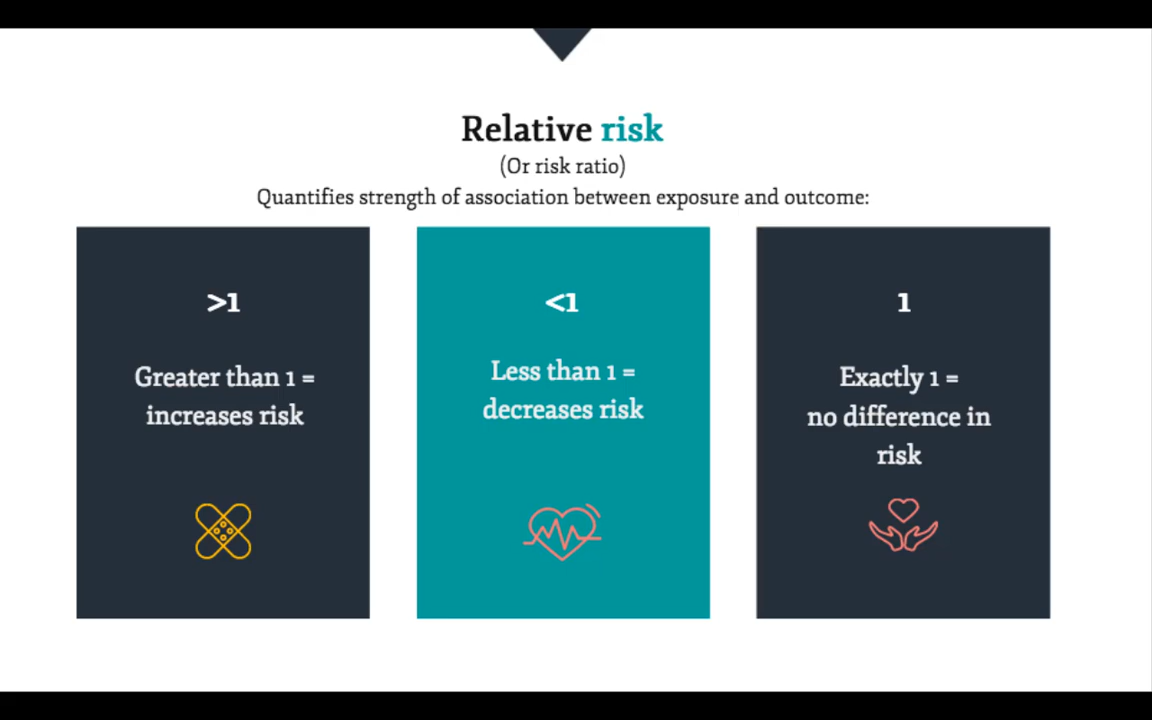 Relative risk
(Or risk ratio)
Quantifies strength of association between exposure and outcome:
>1
Greater than 1 =
increases risk
<1
Less than 1 =
decreases risk
1
Exactly 1 =
no difference in
risk